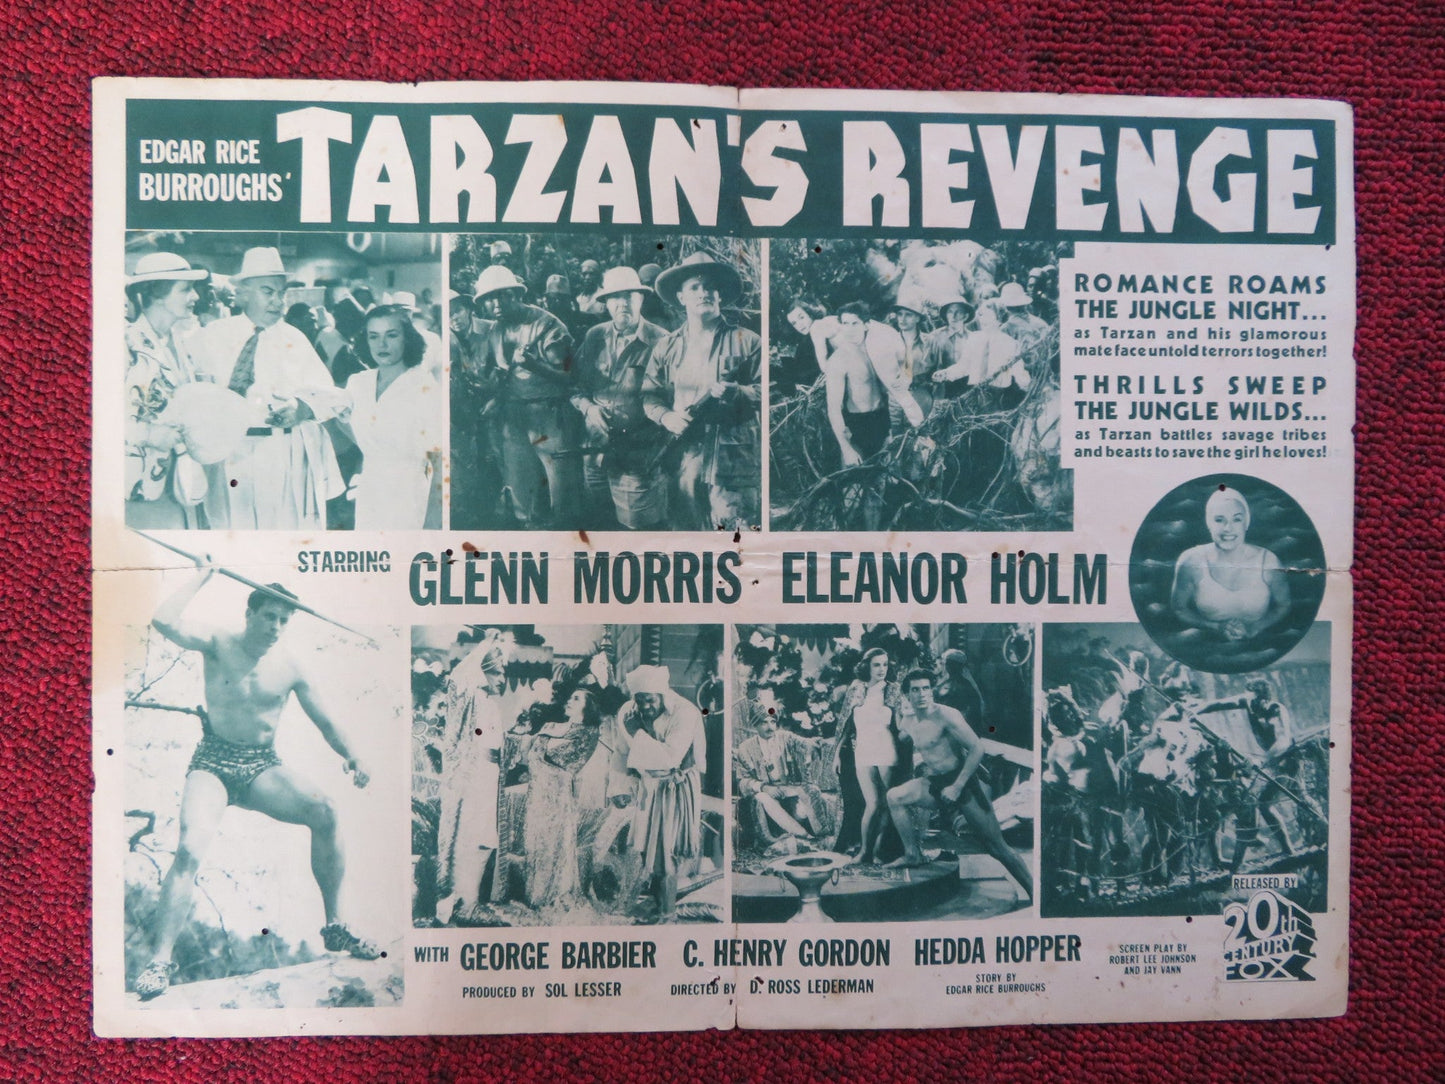 EDGAR RICE
BURROUGHS'
TARZAN'S REVENGE
ROMANCE ROAMS
THE JUNGLE NIGHT...
as Tarzan and his glamorous
mate face untold terrors together!
THRILLS SWEEP
THE JUNGLE WILDS...
as Tarzan battles savage tribes
and beasts to save the girl he loves!
STARRING GLENN MORRIS ELEANOR HOLM
WITH GEORGE BARBIER C. HENRY GORDON HEDDA HOPPER
PRODUCED BY SOL LESSER
DIRECTED BY D. ROSS LEDERMAN
STORY BY
EDGAR RICE BURROUGHS
SCREEN PLAY BY
ROBERT LEE JOHNSON
AND JAY VANN
RELEASED BY
20th
CENTURY
FOX